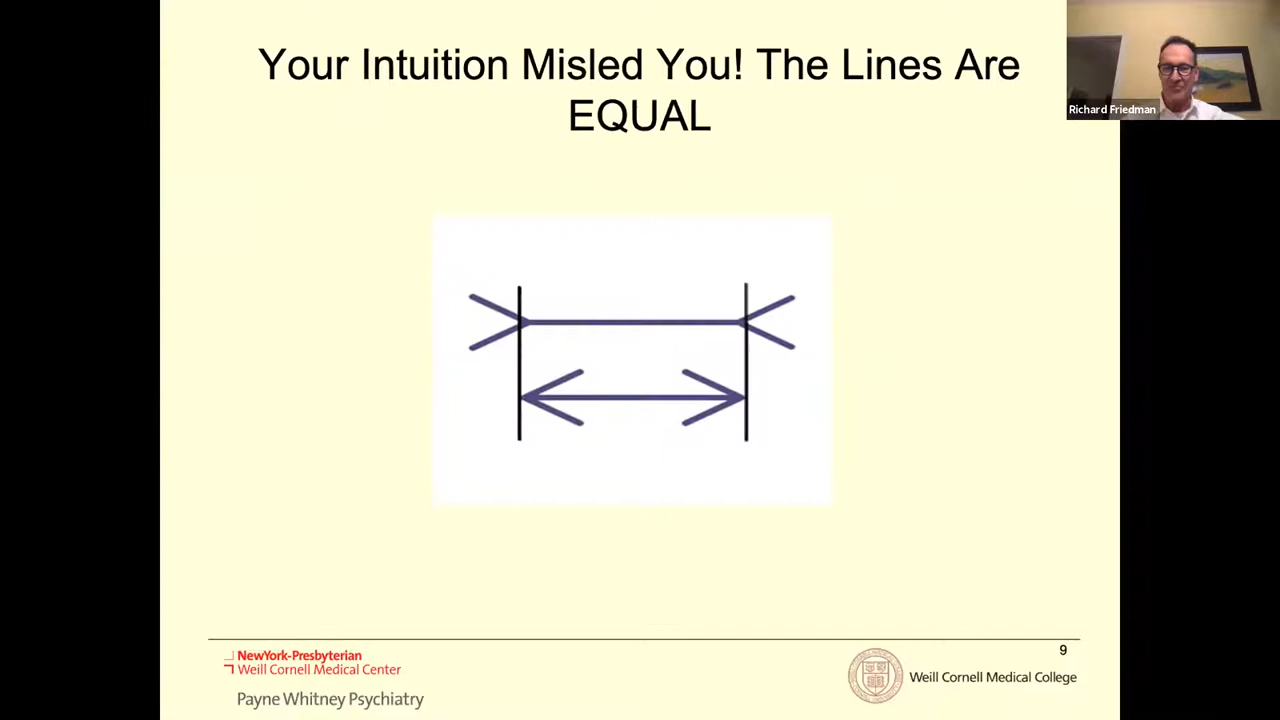 Your Intuition Misled You! The Lines Are
EQUAL
Richard Friedman
9
NewYork-Presbyterian
Weill Cornell Medical Center
Payne Whitney Psychiatry
Weill Cornell Medical College